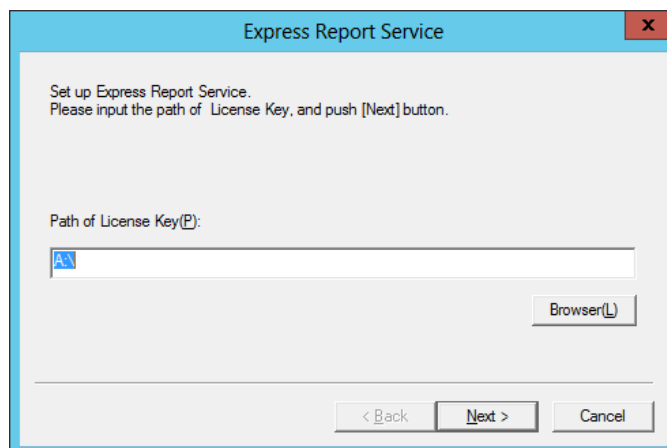 Express Report Service
x
Set up Express Report Service.
Please input the path of License Key, and push [Next] button.
Path of License Key(P):
A:\
Browser(L)
< Back
Next >
Cancel